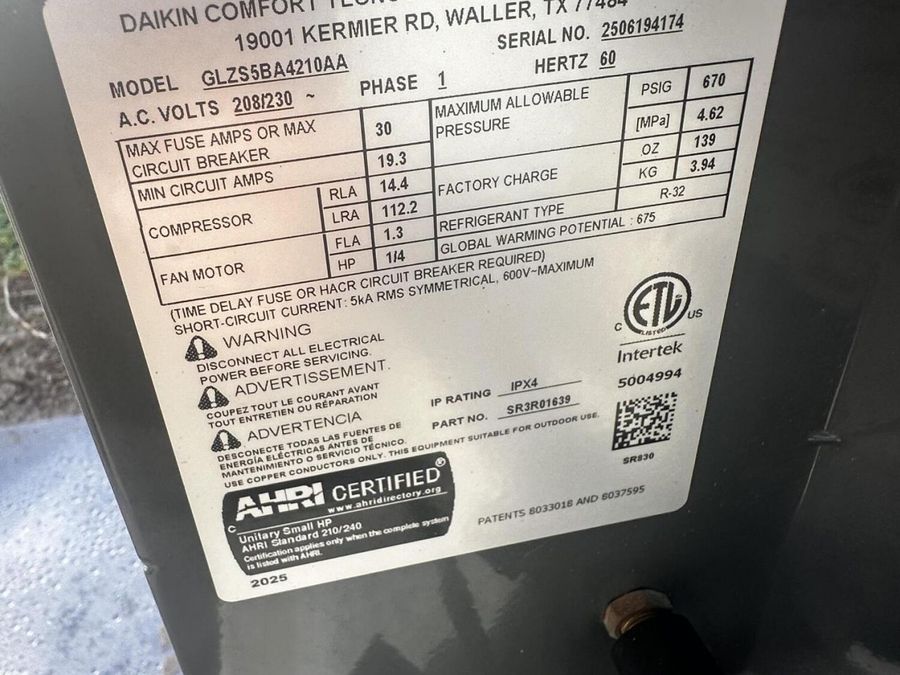 DAIKIN COMFORT
19001 KERMIER RD, WALLER, TX 77484
SERIAL NO. 2506194174
MODEL GLZS5BA4210AA
HERTZ 60
A.C. VOLTS 208/230 ~ PHASE 1
MAX FUSE AMPS OR MAX
CIRCUIT BREAKER 30
MIN CIRCUIT AMPS 19.3
COMPRESSOR
RLA 14.4
LRA 112.2
FAN MOTOR
FLA 1.3
HP 1/4
MAXIMUM ALLOWABLE
PRESSURE
PSIG 670
[MPa] 4.62
FACTORY CHARGE
OZ 139
KG 3.94
REFRIGERANT TYPE R-32
GLOBAL WARMING POTENTIAL : 675
(TIME DELAY FUSE OR HACR CIRCUIT BREAKER REQUIRED)
SHORT-CIRCUIT CURRENT: 5kA RMS SYMMETRICAL, 600V~MAXIMUM
WARNING
DISCONNECT ALL ELECTRICAL
POWER BEFORE SERVICING.
ADVERTISSEMENT.
COUPEZ TOUT LE COURANT AVANT
TOUT ENTRETIEN OU RÉPARATION
ADVERTENCIA
DESCONECTE TODAS LAS FUENTES DE
ENERGÍA ELÉCTRICAS ANTES DE
MANTENIMIENTO O SERVICIO TÉCNICO.
USE COPPER CONDUCTORS ONLY. THIS EQUIPMENT SUITABLE FOR OUTDOOR USE.
IP RATING IPX4
PART NO. SR3R01639
C ETL US
LISTED
Intertek
5004994
SR830
C AHRI CERTIFIED®
www.ahridirectory.org
Unitary Small HP
AHRI Standard 210/240
Certification applies only when the complete system
is listed with AHRI.
2025
PATENTS 8033018 AND 8037595